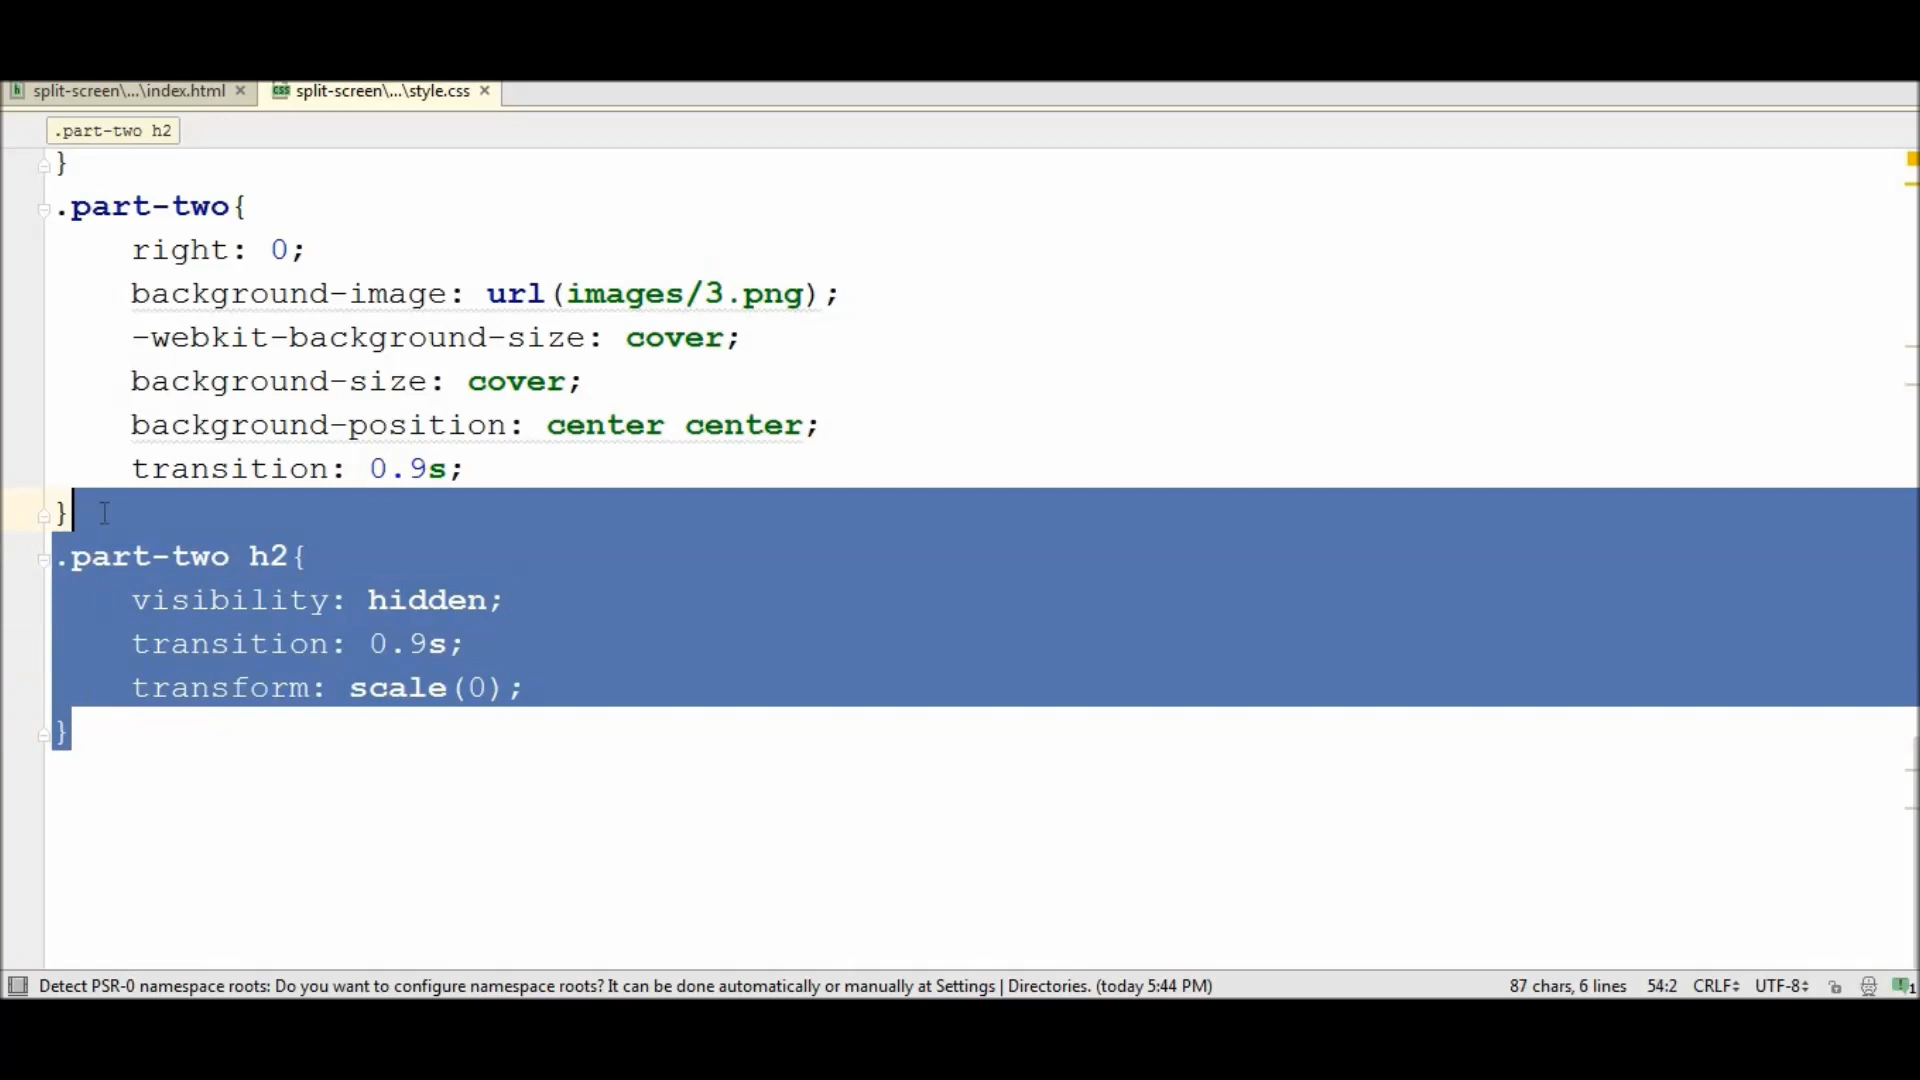 split-screen\...\index.html
split-screen\...\style.css
.part-two h2
}
.part-two{
right: 0;
background-image: url(images/3.png);
-webkit-background-size: cover;
background-size: cover;
background-position: center center;
transition: 0.9s;
}
.part-two h2{
visibility: hidden;
transition: 0.9s;
transform: scale(0);
}
Detect PSR-0 namespace roots: Do you want to configure namespace roots? It can be done automatically or manually at Settings | Directories. (today 5:44 PM) 87 chars, 6 lines 54:2 CRLF UTF-8 1